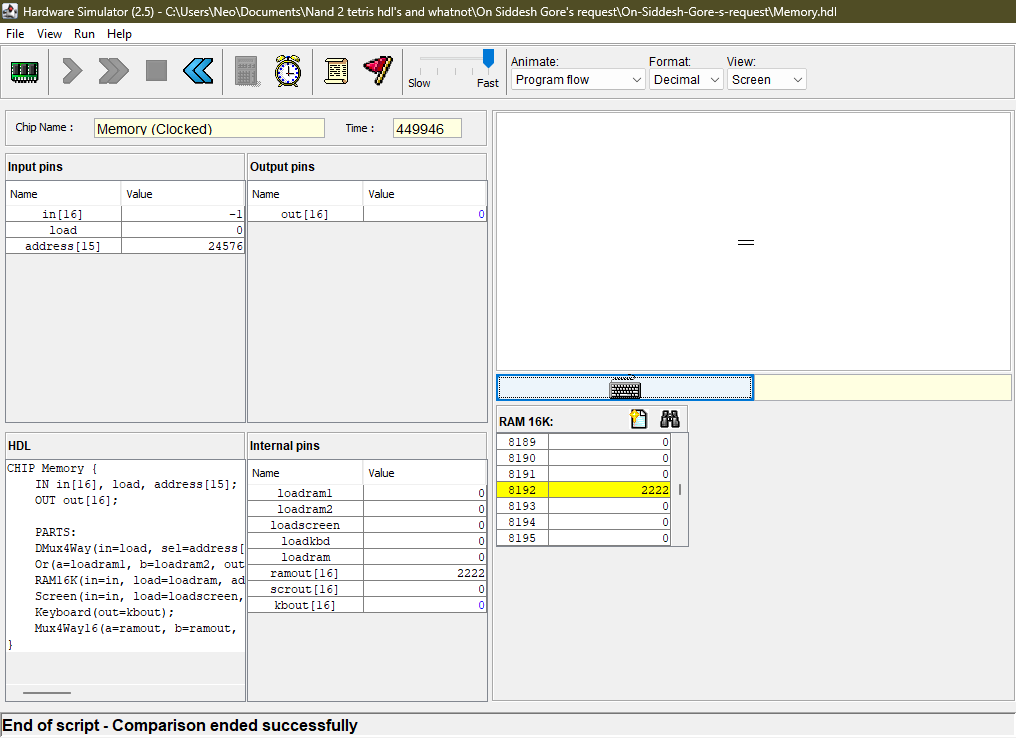 Hardware Simulator (2.5) - C:\Users\Neo\Documents\Nand 2 tetris hdl's and whatnot\On Siddesh Gore's request\On-Siddesh-Gore-s-request\Memory.hdl
File View Run Help
Slow Fast
Animate: Format: View:
Program flow Decimal Screen
Chip Name : Memory (Clocked) Time : 449946
Input pins
Name Value
in[16] -1
load 0
address[15] 24576
Output pins
Name Value
out[16] 0
HDL
CHIP Memory {
IN in[16], load, address[15];
OUT out[16];
PARTS:
DMux4Way(in=load, sel=address[
Or(a=loadram1, b=loadram2, out
RAM16K(in=in, load=loadram, ad
Screen(in=in, load=loadscreen,
Keyboard(out=kbout);
Mux4Way16(a=ramout, b=ramout,
}
Internal pins
Name Value
loadram1 0
loadram2 0
loadscreen 0
loadkbd 0
loadram 0
ramout[16] 2222
scrout[16] 0
kbout[16] 0
RAM 16K:
8189 0
8190 0
8191 0
8192 2222
8193 0
8194 0
8195 0
End of script - Comparison ended successfully